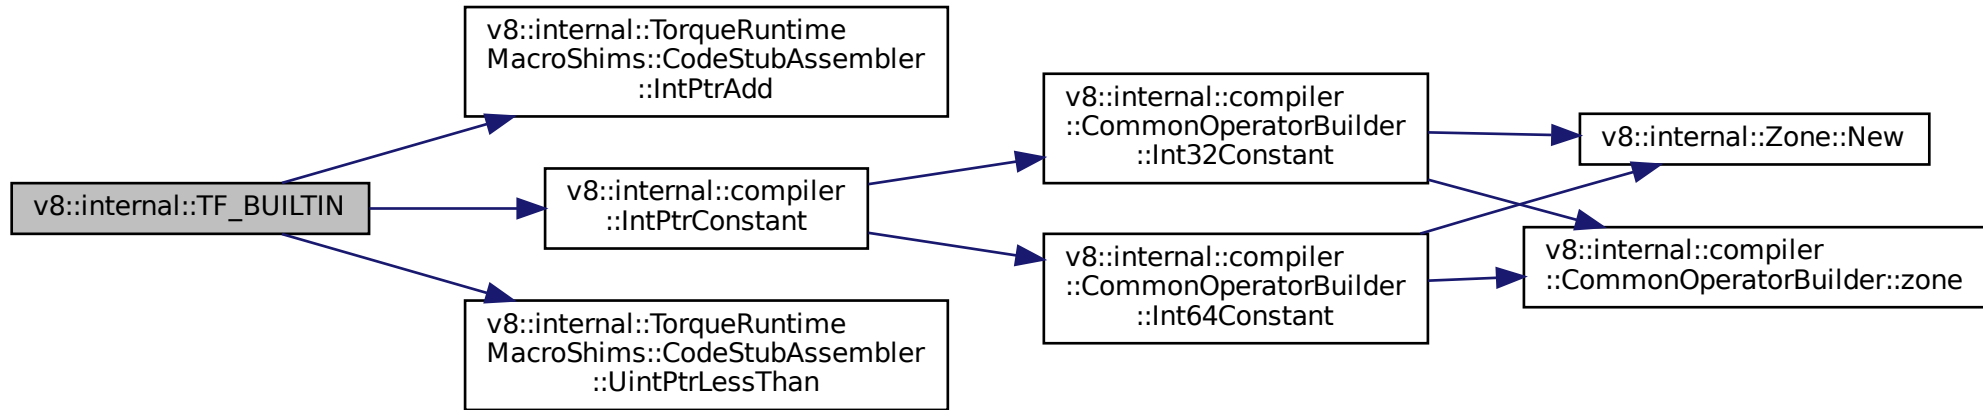 v8::internal::TF_BUILTIN
v8::internal::TorqueRuntime
MacroShims::CodeStubAssembler
::IntPtrAdd
v8::internal::compiler
::IntPtrConstant
v8::internal::TorqueRuntime
MacroShims::CodeStubAssembler
::UintPtrLessThan
v8::internal::compiler
::CommonOperatorBuilder
::Int32Constant
v8::internal::compiler
::CommonOperatorBuilder
::Int64Constant
v8::internal::Zone::New
v8::internal::compiler
::CommonOperatorBuilder::zone